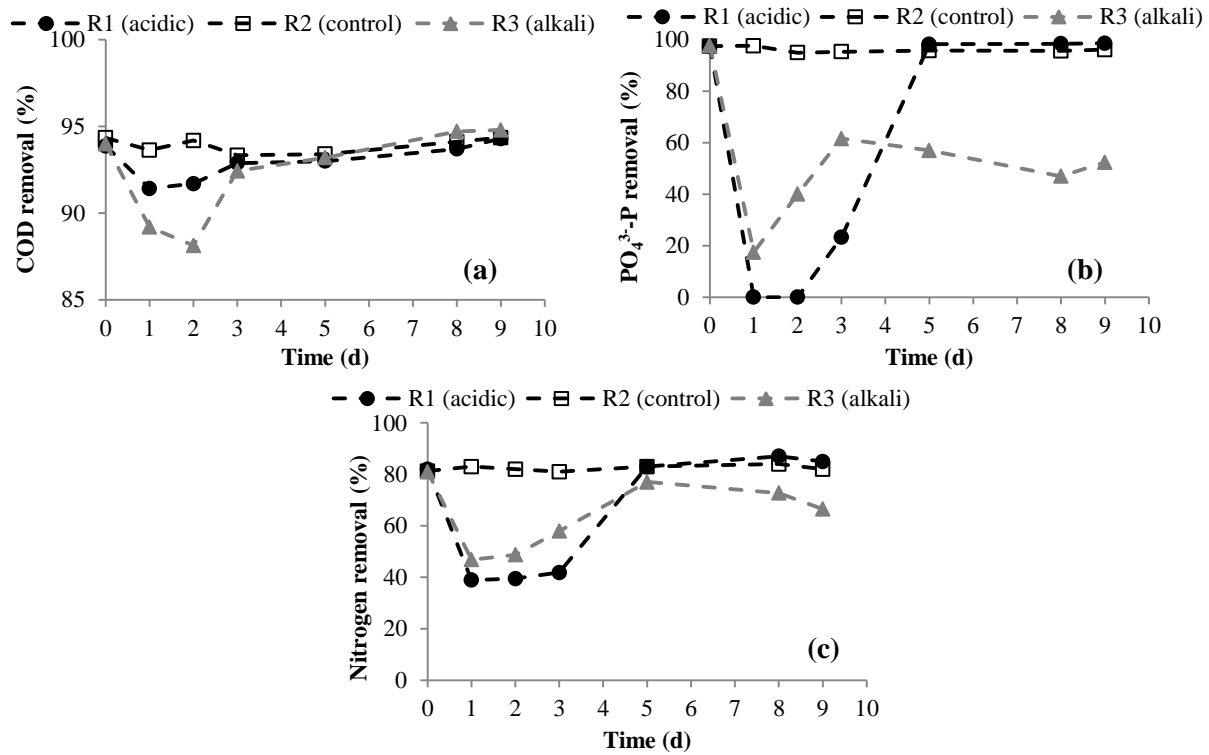 R1 (acidic) R2 (control) R3 (alkali)
100
95
90
85
COD removal (%)
(a)
0 1 2 3 4 5 6 7 8 9 10
Time (d)
R1 (acidic) R2 (control) R3 (alkali)
100
80
60
40
20
0
PO₄³⁻-P removal (%)
(b)
0 1 2 3 4 5 6 7 8 9 10
Time (d)
R1 (acidic) R2 (control) R3 (alkali)
100
80
60
40
20
0
Nitrogen removal (%)
(c)
0 1 2 3 4 5 6 7 8 9 10
Time (d)